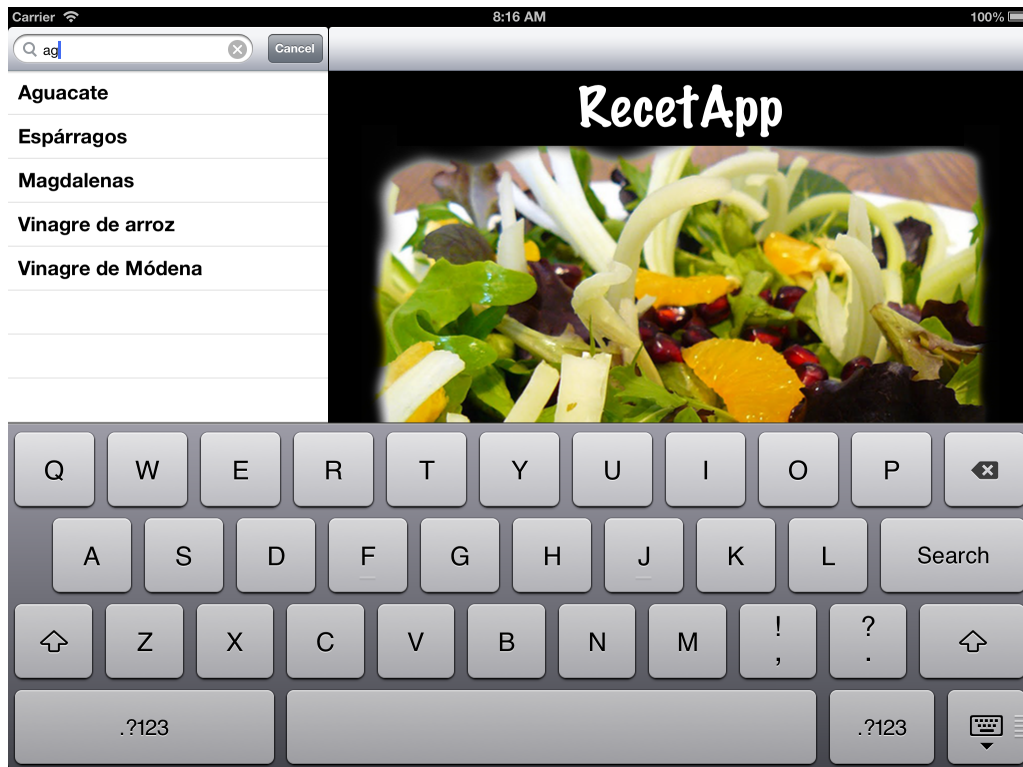 Carrier 8:16 AM 100%
ag Cancel
RecetApp
Aguacate
Espárragos
Magdalenas
Vinagre de arroz
Vinagre de Módena
Q W E R T Y U I O P
A S D F G H J K L Search
Z X C V B N M ! , ? .
.?123 .?123